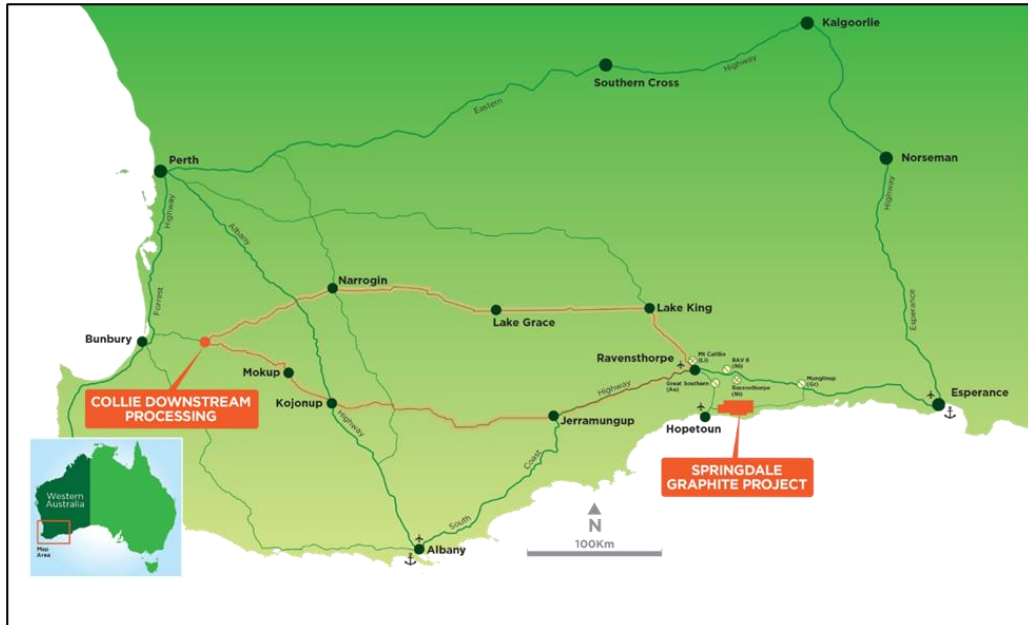 Kalgoorlie
Highway
Southern Cross
Eastern
Perth
Norseman
Highway
Highway
Albany
Narrogin
Forrest
Lake Grace
Lake King
Esperance
Bunbury
Mt Cattlin
(Li)
RAV 8
(Ni)
Ravensthorpe
Mokup
Highway
Great Southern
(Au)
Ravensthorpe
(Ni)
Munglinup
(Gr)
COLLIE DOWNSTREAM
PROCESSING
Kojonup
Highway
Jerramungup
Hopetoun
Esperance
Coast
SPRINGDALE
GRAPHITE PROJECT
Western
Australia
Map
Area
South
Albany
N
100Km